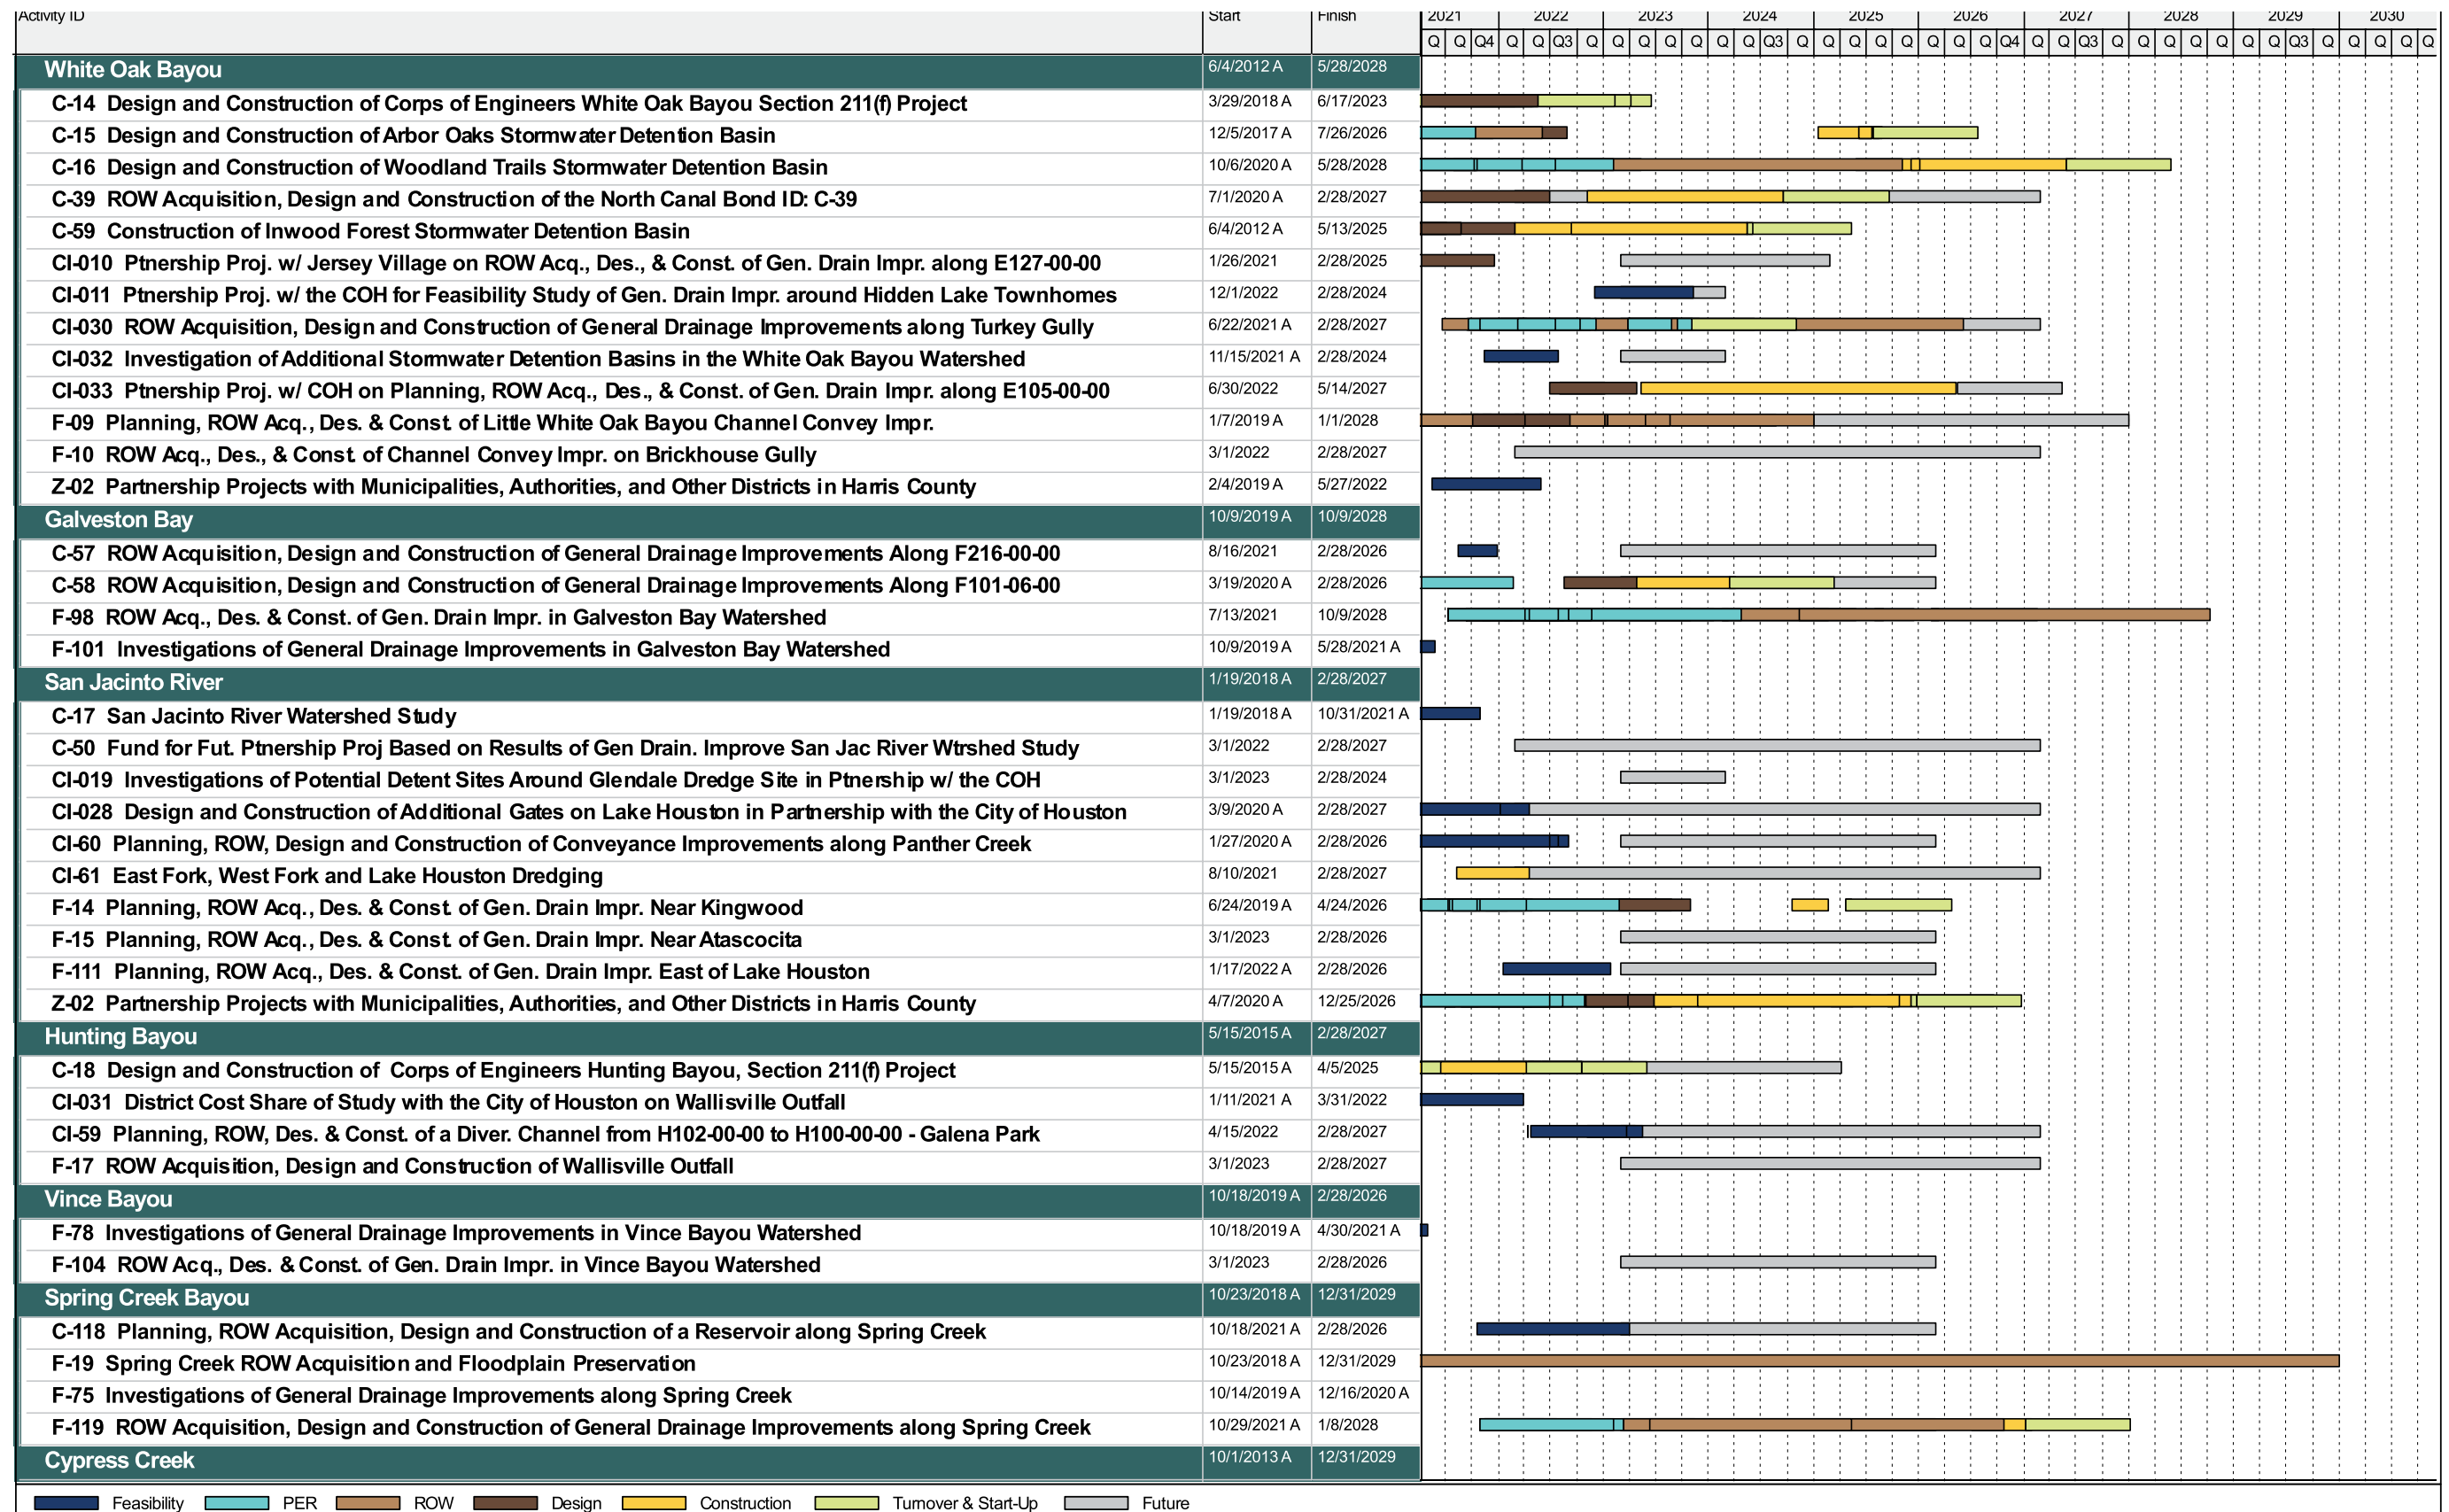 Activity ID Start Finish 2021 2022 2023 2024 2025 2026 2027 2028 2029 2030
Q Q Q4 Q Q Q3 Q Q Q Q Q Q Q Q3 Q Q Q Q Q Q Q Q Q4 Q Q Q3 Q Q Q Q Q Q Q Q3 Q Q Q Q Q
White Oak Bayou 6/4/2012 A 5/28/2028
C-14 Design and Construction of Corps of Engineers White Oak Bayou Section 211(f) Project 3/29/2018 A 6/17/2023
C-15 Design and Construction of Arbor Oaks Stormwater Detention Basin 12/5/2017 A 7/26/2026
C-16 Design and Construction of Woodland Trails Stormwater Detention Basin 10/6/2020 A 5/28/2028
C-39 ROW Acquisition, Design and Construction of the North Canal Bond ID: C-39 7/1/2020 A 2/28/2027
C-59 Construction of Inwood Forest Stormwater Detention Basin 6/4/2012 A 5/13/2025
CI-010 Ptnership Proj. w/ Jersey Village on ROW Acq., Des., & Const. of Gen. Drain Impr. along E127-00-00 1/26/2021 2/28/2025
CI-011 Ptnership Proj. w/ the COH for Feasibility Study of Gen. Drain Impr. around Hidden Lake Townhomes 12/1/2022 2/28/2024
CI-030 ROW Acquisition, Design and Construction of General Drainage Improvements along Turkey Gully 6/22/2021 A 2/28/2027
CI-032 Investigation of Additional Stormwater Detention Basins in the White Oak Bayou Watershed 11/15/2021 A 2/28/2024
CI-033 Ptnership Proj. w/ COH on Planning, ROW Acq., Des., & Const. of Gen. Drain Impr. along E105-00-00 6/30/2022 5/14/2027
F-09 Planning, ROW Acq., Des. & Const. of Little White Oak Bayou Channel Convey Impr. 1/7/2019 A 1/1/2028
F-10 ROW Acq., Des., & Const. of Channel Convey Impr. on Brickhouse Gully 3/1/2022 2/28/2027
Z-02 Partnership Projects with Municipalities, Authorities, and Other Districts in Harris County 2/4/2019 A 5/27/2022
Galveston Bay 10/9/2019 A 10/9/2028
C-57 ROW Acquisition, Design and Construction of General Drainage Improvements Along F216-00-00 8/16/2021 2/28/2026
C-58 ROW Acquisition, Design and Construction of General Drainage Improvements Along F101-06-00 3/19/2020 A 2/28/2026
F-98 ROW Acq., Des. & Const. of Gen. Drain Impr. in Galveston Bay Watershed 7/13/2021 10/9/2028
F-101 Investigations of General Drainage Improvements in Galveston Bay Watershed 10/9/2019 A 5/28/2021 A
San Jacinto River 1/19/2018 A 2/28/2027
C-17 San Jacinto River Watershed Study 1/19/2018 A 10/31/2021 A
C-50 Fund for Fut. Ptnership Proj Based on Results of Gen Drain. Improve San Jac River Wtrshed Study 3/1/2022 2/28/2027
CI-019 Investigations of Potential Detent Sites Around Glendale Dredge Site in Ptnership w/ the COH 3/1/2023 2/28/2024
CI-028 Design and Construction of Additional Gates on Lake Houston in Partnership with the City of Houston 3/9/2020 A 2/28/2027
CI-60 Planning, ROW, Design and Construction of Conveyance Improvements along Panther Creek 1/27/2020 A 2/28/2026
CI-61 East Fork, West Fork and Lake Houston Dredging 8/10/2021 2/28/2027
F-14 Planning, ROW Acq., Des. & Const. of Gen. Drain Impr. Near Kingwood 6/24/2019 A 4/24/2026
F-15 Planning, ROW Acq., Des. & Const. of Gen. Drain Impr. Near Atascocita 3/1/2023 2/28/2026
F-111 Planning, ROW Acq., Des. & Const. of Gen. Drain Impr. East of Lake Houston 1/17/2022 A 2/28/2026
Z-02 Partnership Projects with Municipalities, Authorities, and Other Districts in Harris County 4/7/2020 A 12/25/2026
Hunting Bayou 5/15/2015 A 2/28/2027
C-18 Design and Construction of Corps of Engineers Hunting Bayou, Section 211(f) Project 5/15/2015 A 4/5/2025
CI-031 District Cost Share of Study with the City of Houston on Wallisville Outfall 1/11/2021 A 3/31/2022
CI-59 Planning, ROW, Des. & Const. of a Diver. Channel from H102-00-00 to H100-00-00 - Galena Park 4/15/2022 2/28/2027
F-17 ROW Acquisition, Design and Construction of Wallisville Outfall 3/1/2023 2/28/2027
Vince Bayou 10/18/2019 A 2/28/2026
F-78 Investigations of General Drainage Improvements in Vince Bayou Watershed 10/18/2019 A 4/30/2021 A
F-104 ROW Acq., Des. & Const. of Gen. Drain Impr. in Vince Bayou Watershed 3/1/2023 2/28/2026
Spring Creek Bayou 10/23/2018 A 12/31/2029
C-118 Planning, ROW Acquisition, Design and Construction of a Reservoir along Spring Creek 10/18/2021 A 2/28/2026
F-19 Spring Creek ROW Acquisition and Floodplain Preservation 10/23/2018 A 12/31/2029
F-75 Investigations of General Drainage Improvements along Spring Creek 10/14/2019 A 12/16/2020 A
F-119 ROW Acquisition, Design and Construction of General Drainage Improvements along Spring Creek 10/29/2021 A 1/8/2028
Cypress Creek 10/1/2013 A 12/31/2029
Feasibility PER ROW Design Construction Turnover & Start-Up Future